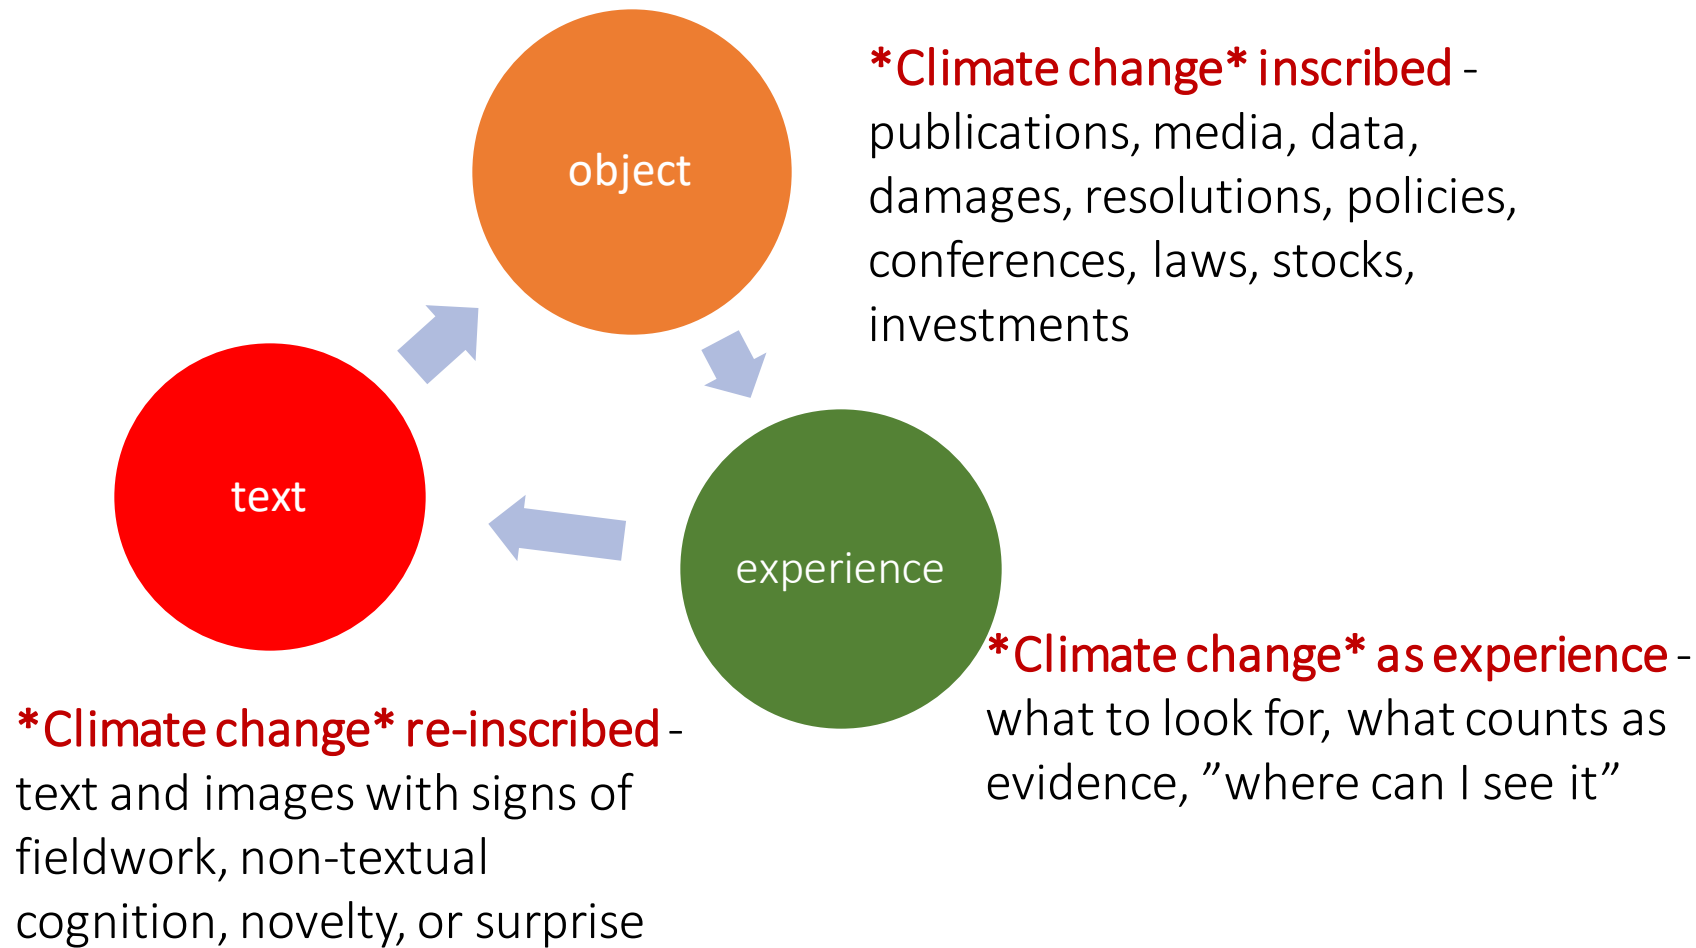 object
*Climate change* inscribed -
publications, media, data,
damages, resolutions, policies,
conferences, laws, stocks,
investments
text
experience
*Climate change* as experience -
what to look for, what counts as
evidence, ”where can I see it”
*Climate change* re-inscribed -
text and images with signs of
fieldwork, non-textual
cognition, novelty, or surprise